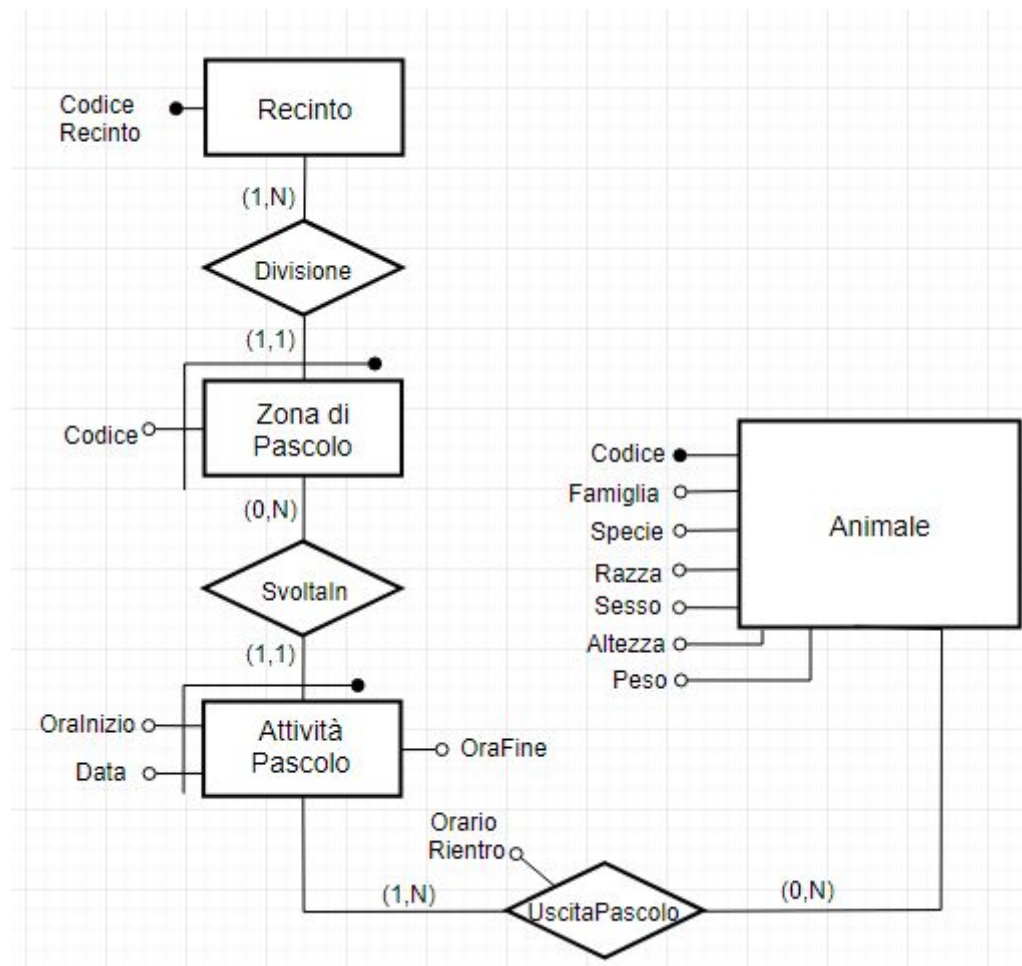 Codice
Recinto
Recinto
(1,N)
Divisione
(1,1)
Codice
Zona di
Pascolo
(0,N)
SvoltaIn
(1,1)
OraInizio
Data
Attività
Pascolo
OraFine
Codice
Famiglia
Specie
Razza
Sesso
Altezza
Peso
Animale
Orario
Rientro
(1,N)
UscitaPascolo
(0,N)